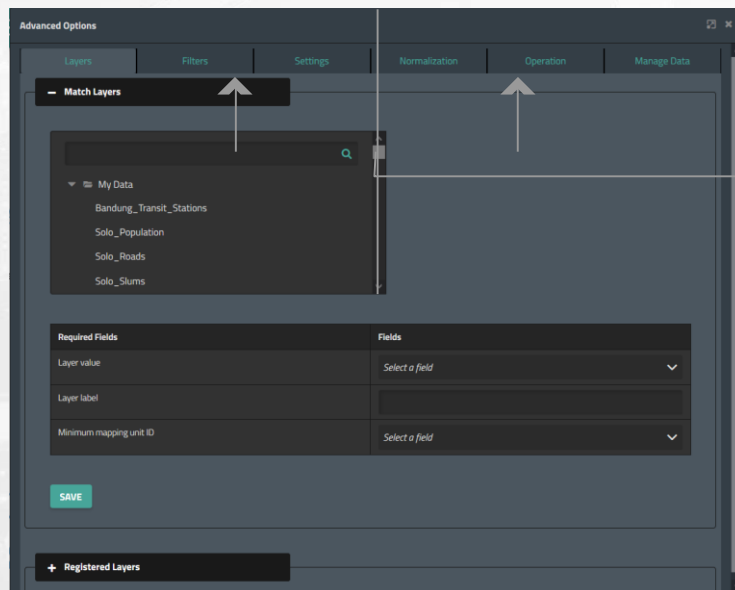 Advanced Options
Layers Filters Settings Normalization Operation Manage Data
Match Layers
My Data
Bandung_Transit_Stations
Solo_Population
Solo_Roads
Solo_Slums
Required Fields Fields
Layer value Select a field
Layer label
Minimum mapping unit ID Select a field
SAVE
Registered Layers